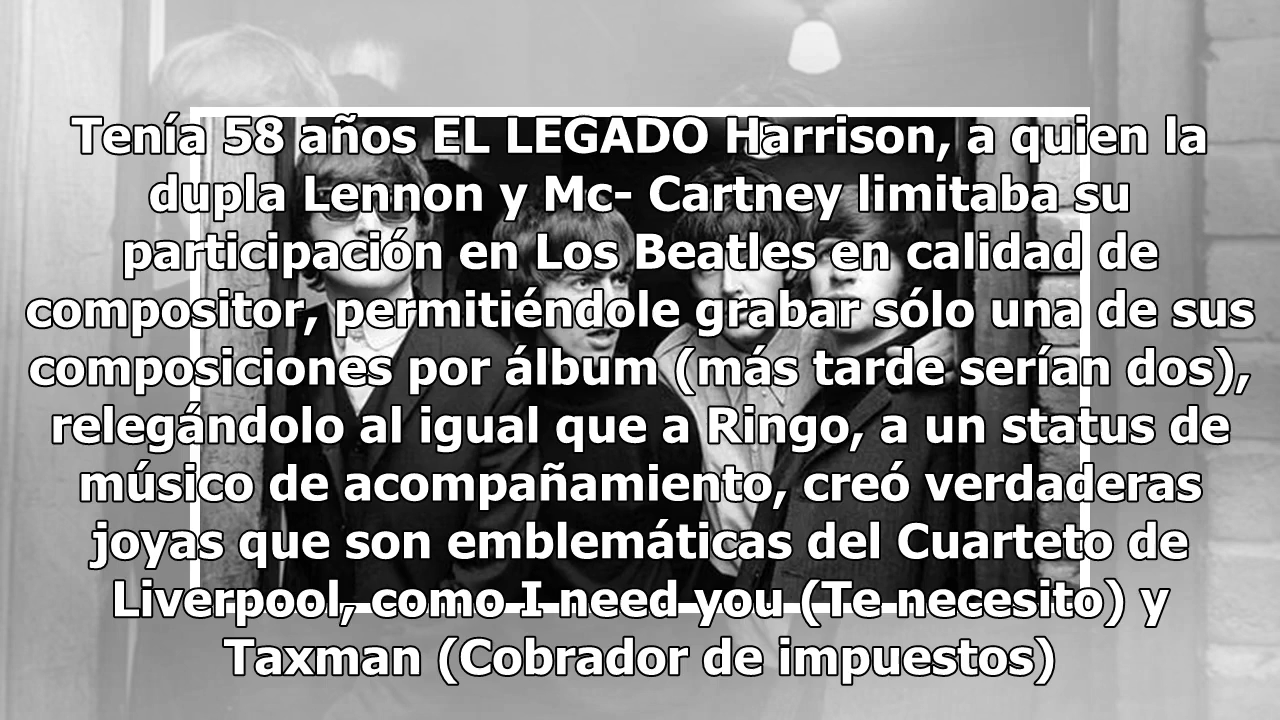 Tenía 58 años EL LEGADO Harrison, a quien la
dupla Lennon y Mc- Cartney limitaba su
participación en Los Beatles en calidad de
compositor, permitiéndole grabar sólo una de sus
composiciones por álbum (más tarde serían dos),
relegándolo al igual que a Ringo, a un status de
músico de acompañamiento, creó verdaderas
joyas que son emblemáticas del Cuarteto de
Liverpool, como I need you (Te necesito) y
Taxman (Cobrador de impuestos)